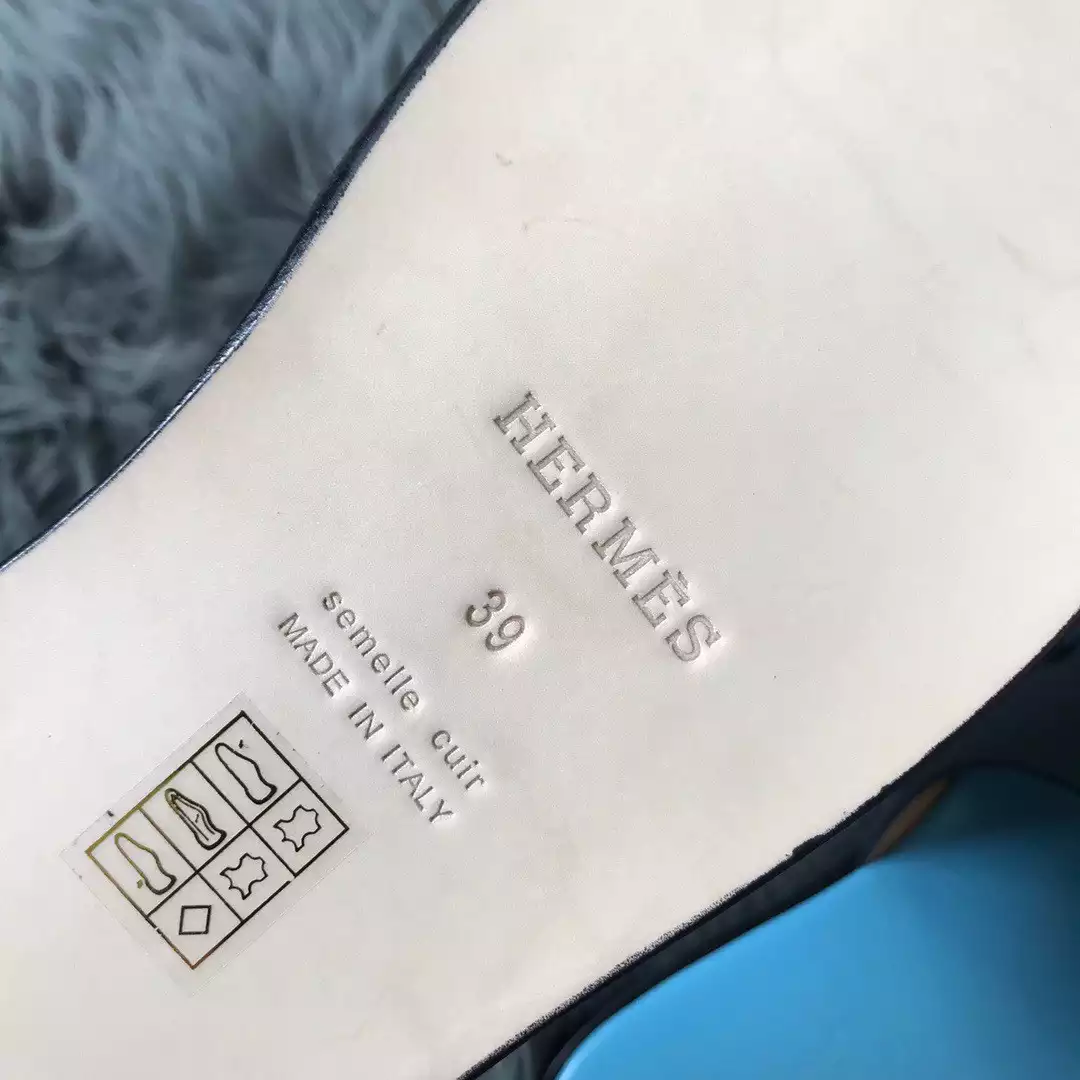 HERMÈS
39
semelle cuir
MADE IN ITALY